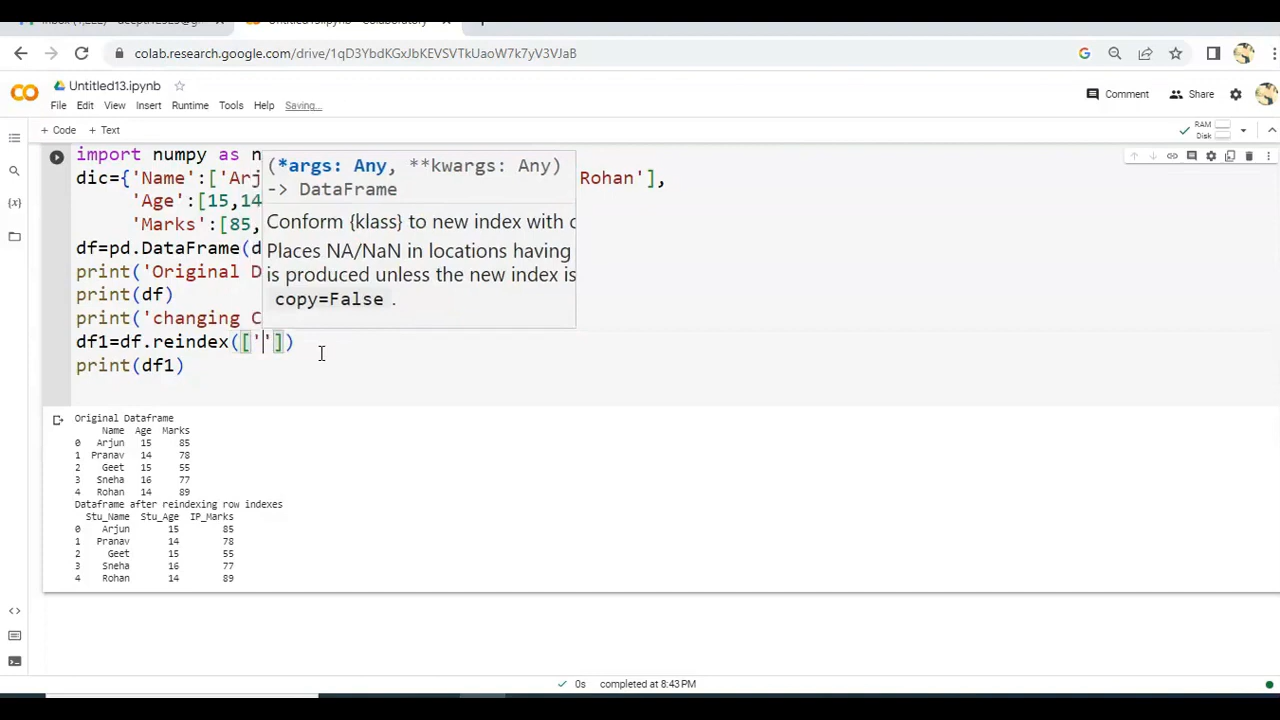 colab.research.google.com/drive/1qD3YbdKGxJbKEVSVTkUaoW7k7yV3VJaB
Untitled13.ipynb
File Edit View Insert Runtime Tools Help Saving...
Comment Share
+ Code + Text
RAM
Disk
import numpy as n
dic={'Name':['Arj Rohan'],
'Age':[15,14
'Marks':[85,
df=pd.DataFrame(d
print('Original D
print(df)
print('changing C
df1=df.reindex([''])
print(df1)
(*args: Any, **kwargs: Any)
-> DataFrame
Conform {klass} to new index with
Places NA/NaN in locations having
is produced unless the new index is
copy=False .
Original Dataframe
Name Age Marks
0 Arjun 15 85
1 Pranav 14 78
2 Geet 15 55
3 Sneha 16 77
4 Rohan 14 89
Dataframe after reindexing row indexes
Stu_Name Stu_Age IP_Marks
0 Arjun 15 85
1 Pranav 14 78
2 Geet 15 55
3 Sneha 16 77
4 Rohan 14 89
0s completed at 8:43 PM